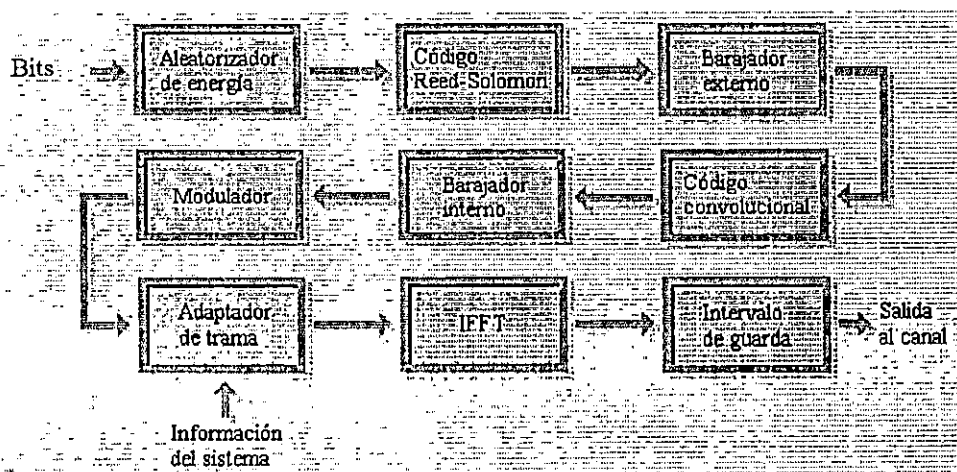 Bits
Aleatorizador
de energía
Código
Reed-Solomon
Barajador
externo
Código
convolucional
Barajador
interno
Modulador
Adaptador
de trama
IFFT
Intervalo
de guarda
Salida
al canal
Información
del sistema